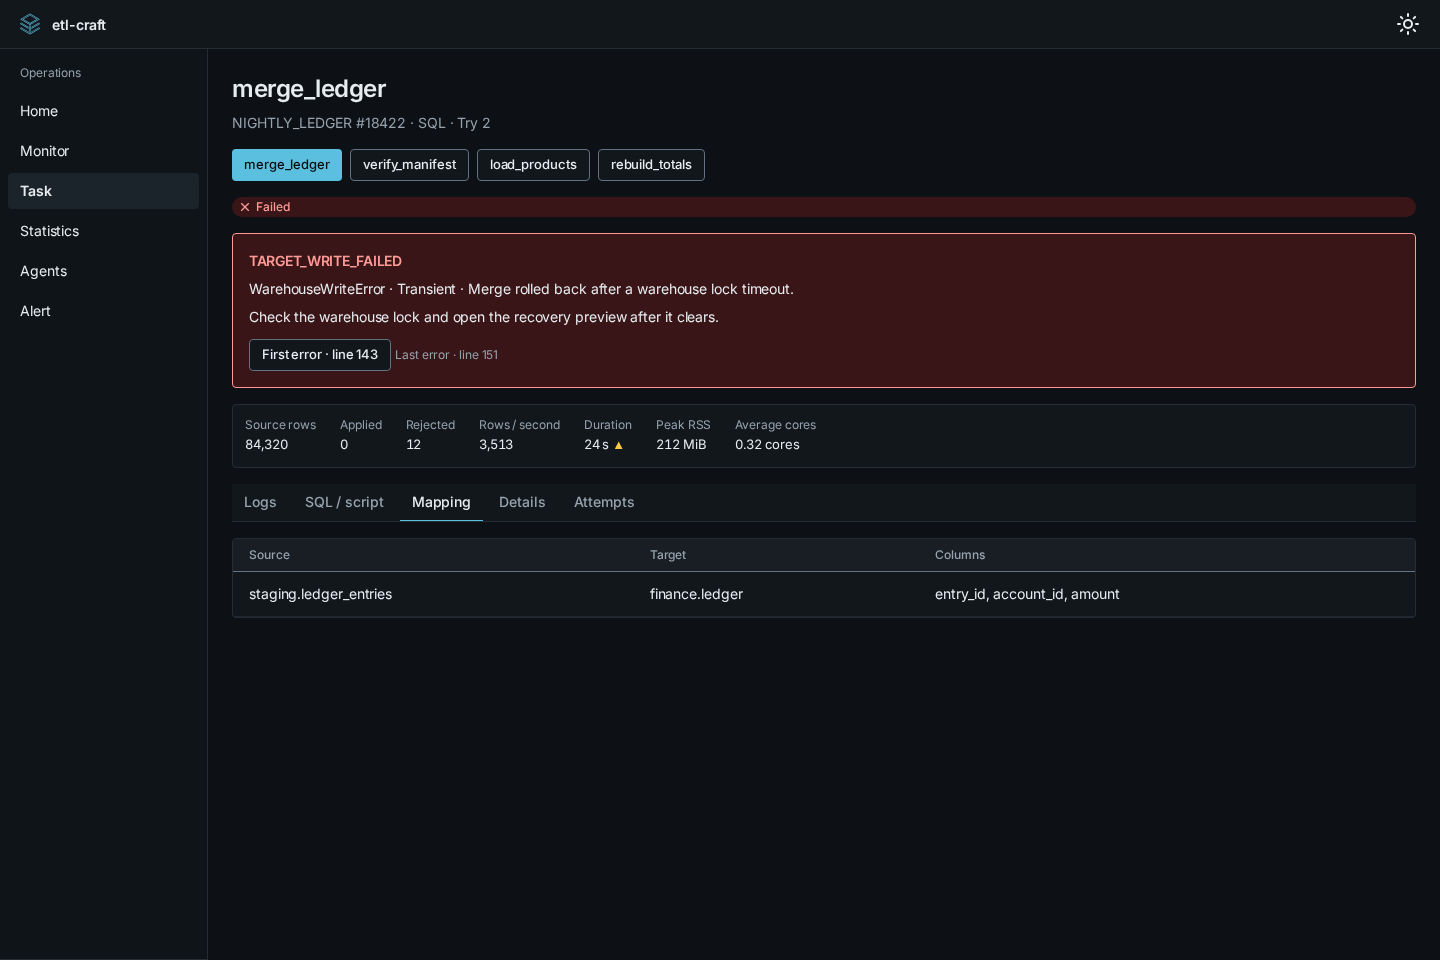 etl-craft
Operations
Home
Monitor
Task
Statistics
Agents
Alert
merge_ledger
NIGHTLY_LEDGER #18422 · SQL · Try 2
merge_ledger verify_manifest load_products rebuild_totals
Failed
TARGET_WRITE_FAILED
WarehouseWriteError · Transient · Merge rolled back after a warehouse lock timeout.
Check the warehouse lock and open the recovery preview after it clears.
First error · line 143 Last error · line 151
Source rows Applied Rejected Rows / second Duration Peak RSS Average cores
84,320 0 12 3,513 24 s ▲ 212 MiB 0.32 cores
Logs SQL / script Mapping Details Attempts
Source Target Columns
staging.ledger_entries finance.ledger entry_id, account_id, amount